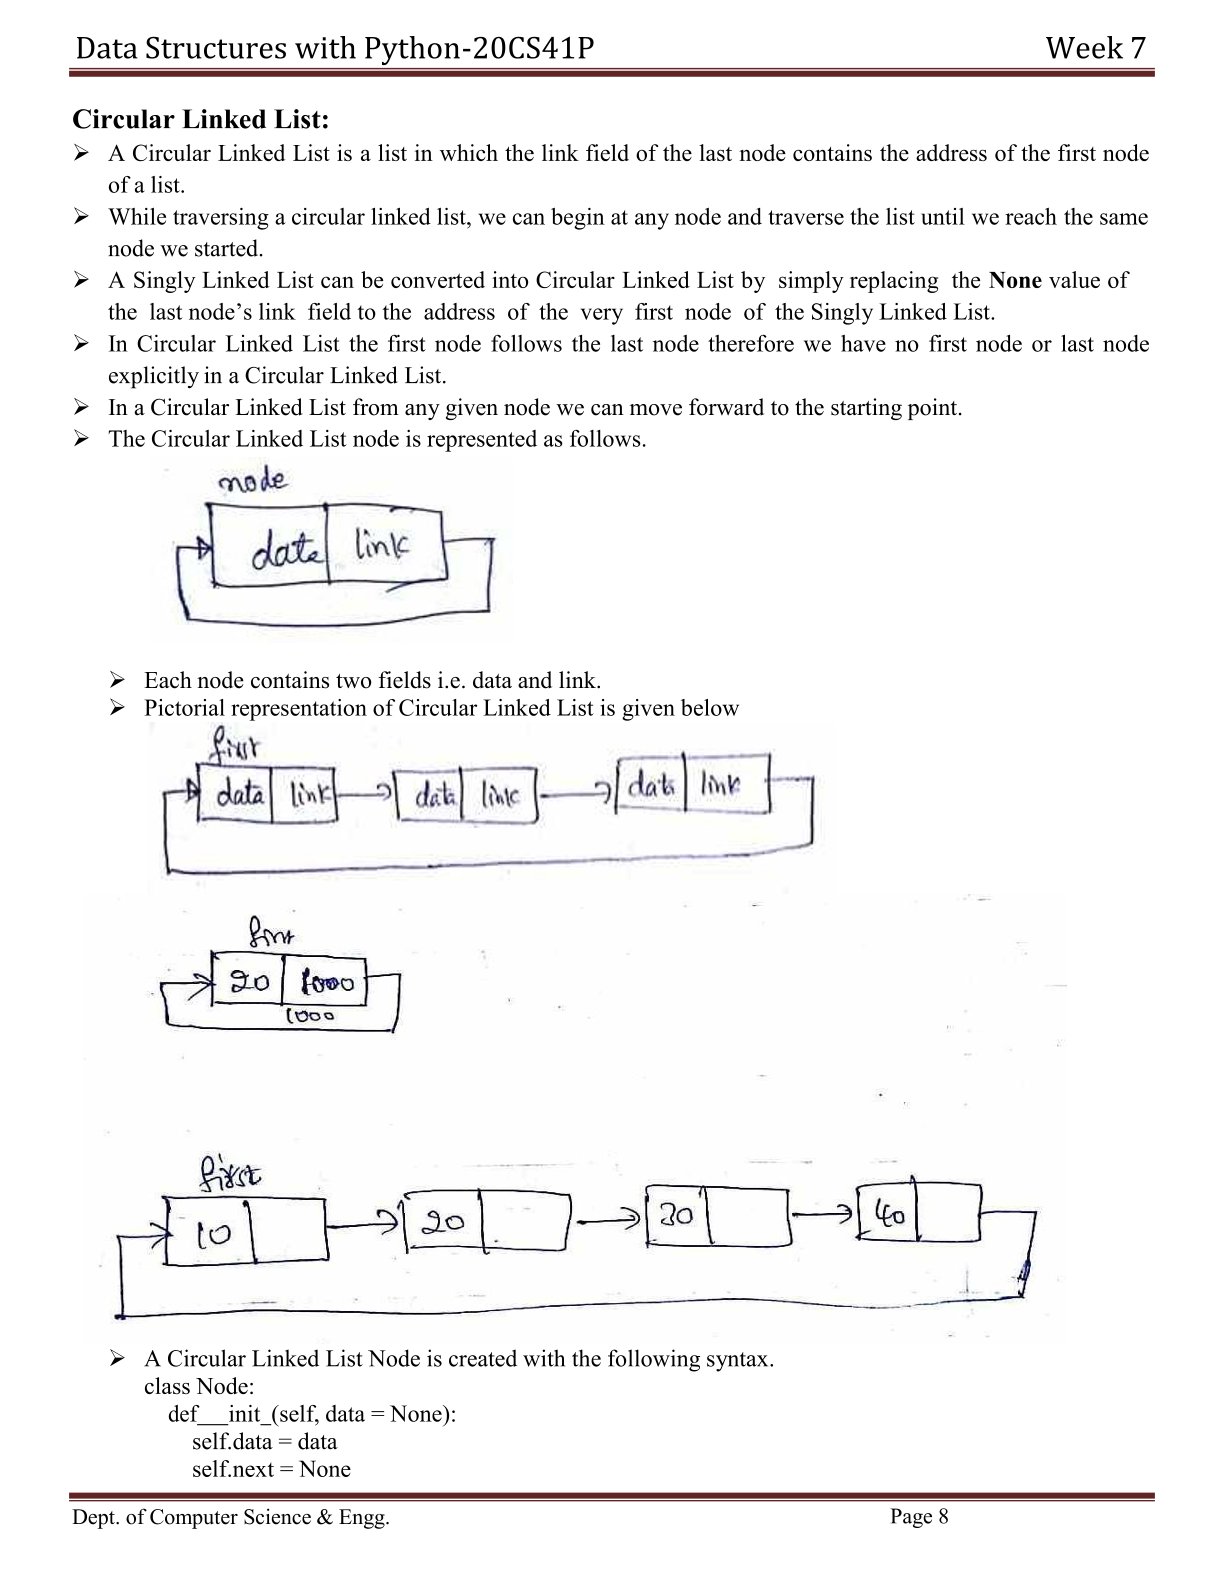 Data Structures with Python-20CS41P Week 7
Circular Linked List:
➢ A Circular Linked List is a list in which the link field of the last node contains the address of the first node
of a list.
➢ While traversing a circular linked list, we can begin at any node and traverse the list until we reach the same
node we started.
➢ A Singly Linked List can be converted into Circular Linked List by simply replacing the None value of
the last node’s link field to the address of the very first node of the Singly Linked List.
➢ In Circular Linked List the first node follows the last node therefore we have no first node or last node
explicitly in a Circular Linked List.
➢ In a Circular Linked List from any given node we can move forward to the starting point.
➢ The Circular Linked List node is represented as follows.
node
data link
➢ Each node contains two fields i.e. data and link.
➢ Pictorial representation of Circular Linked List is given below
first
data link data link data link
first
20 1000
1000
first
10 20 30 40
➢ A Circular Linked List Node is created with the following syntax.
class Node:
def___init_(self, data = None):
self.data = data
self.next = None
Dept. of Computer Science & Engg. Page 8